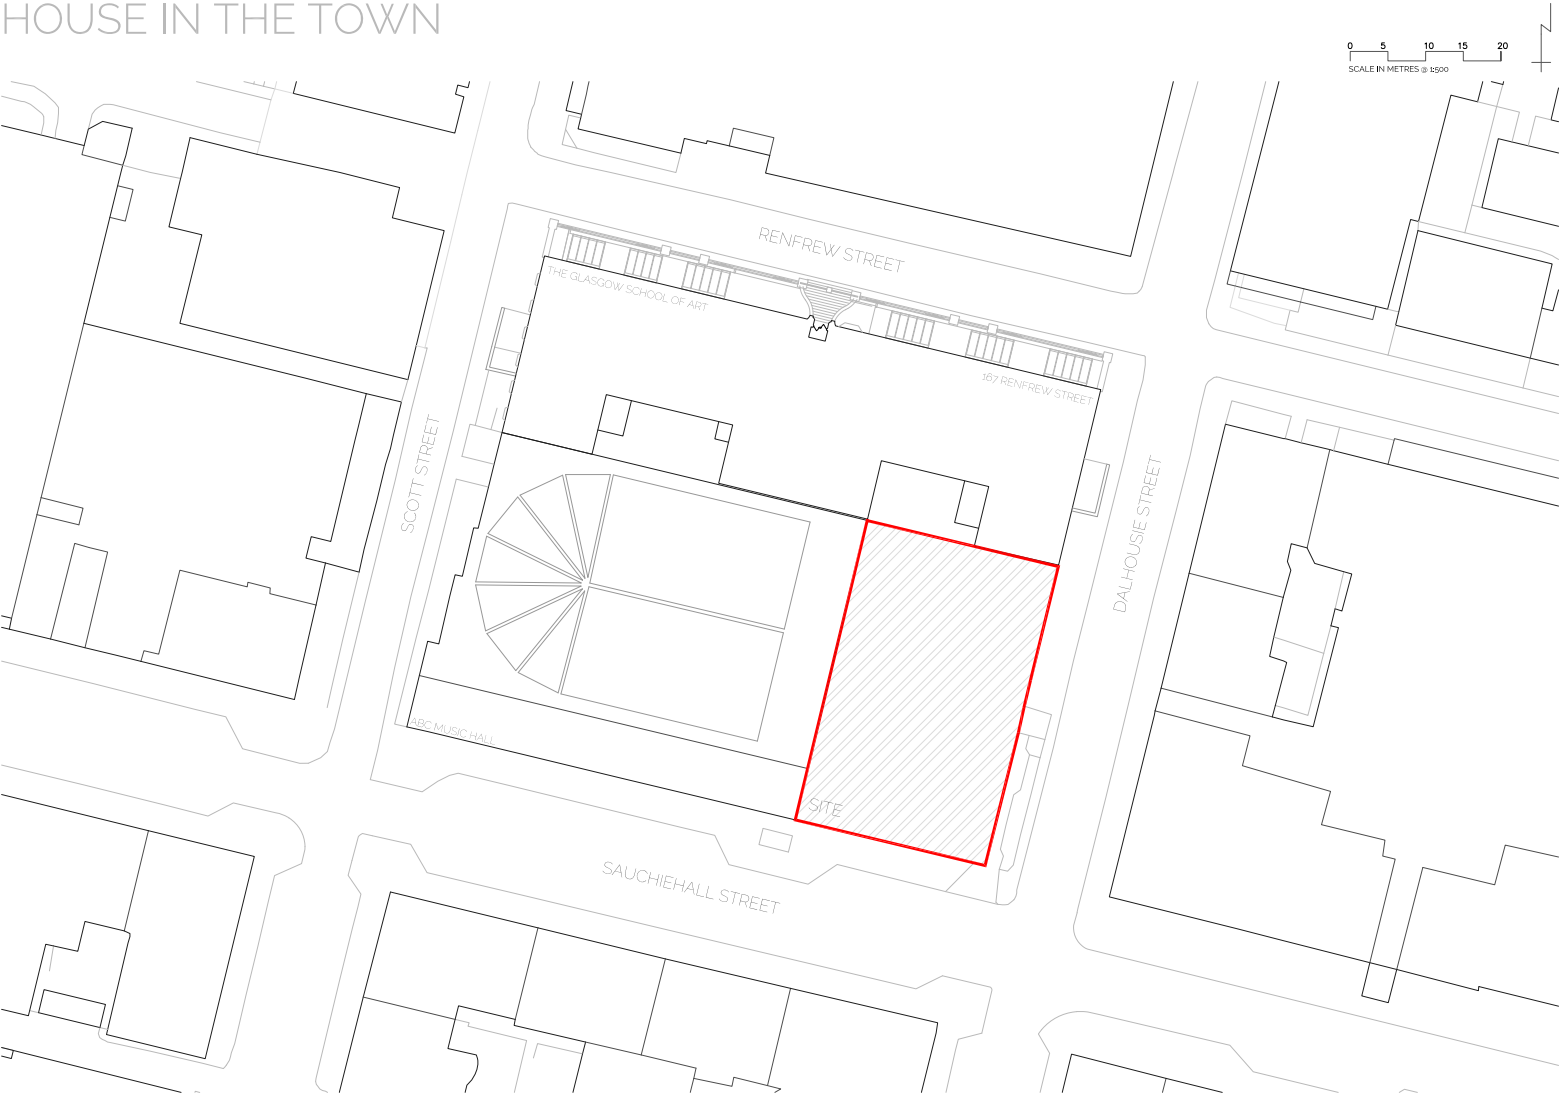 HOUSE IN THE TOWN
0 5 10 15 20
SCALE IN METRES @ 1:500
RENFREW STREET
THE GLASGOW SCHOOL OF ART
167 RENFREW STREET
SCOTT STREET
DALHOUSIE STREET
ABC MUSIC HALL
SITE
SAUCHIEHALL STREET